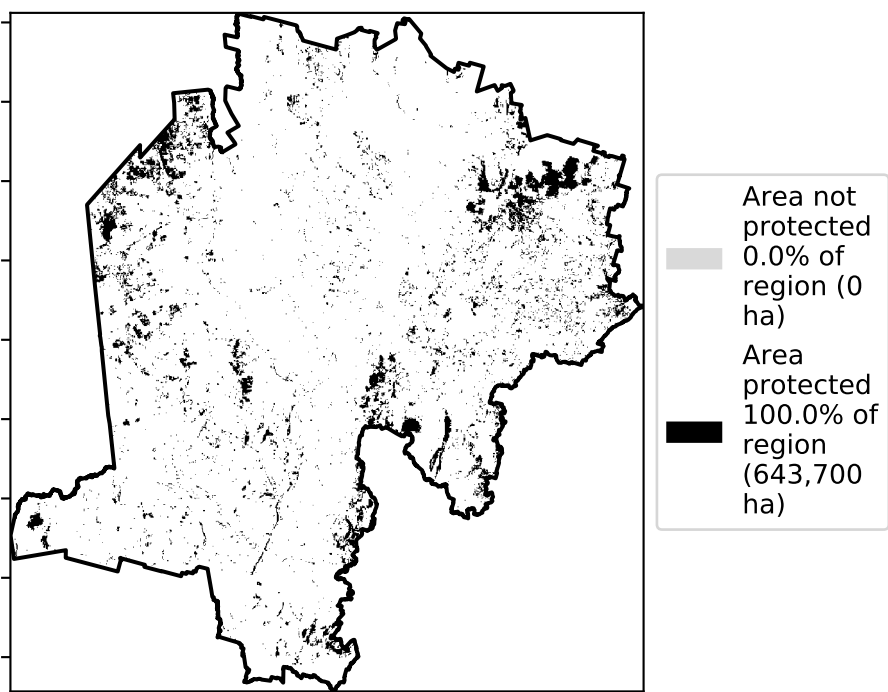 Area not
protected
0.0% of
region (0
ha)
Area
protected
100.0% of
region
(643,700
ha)